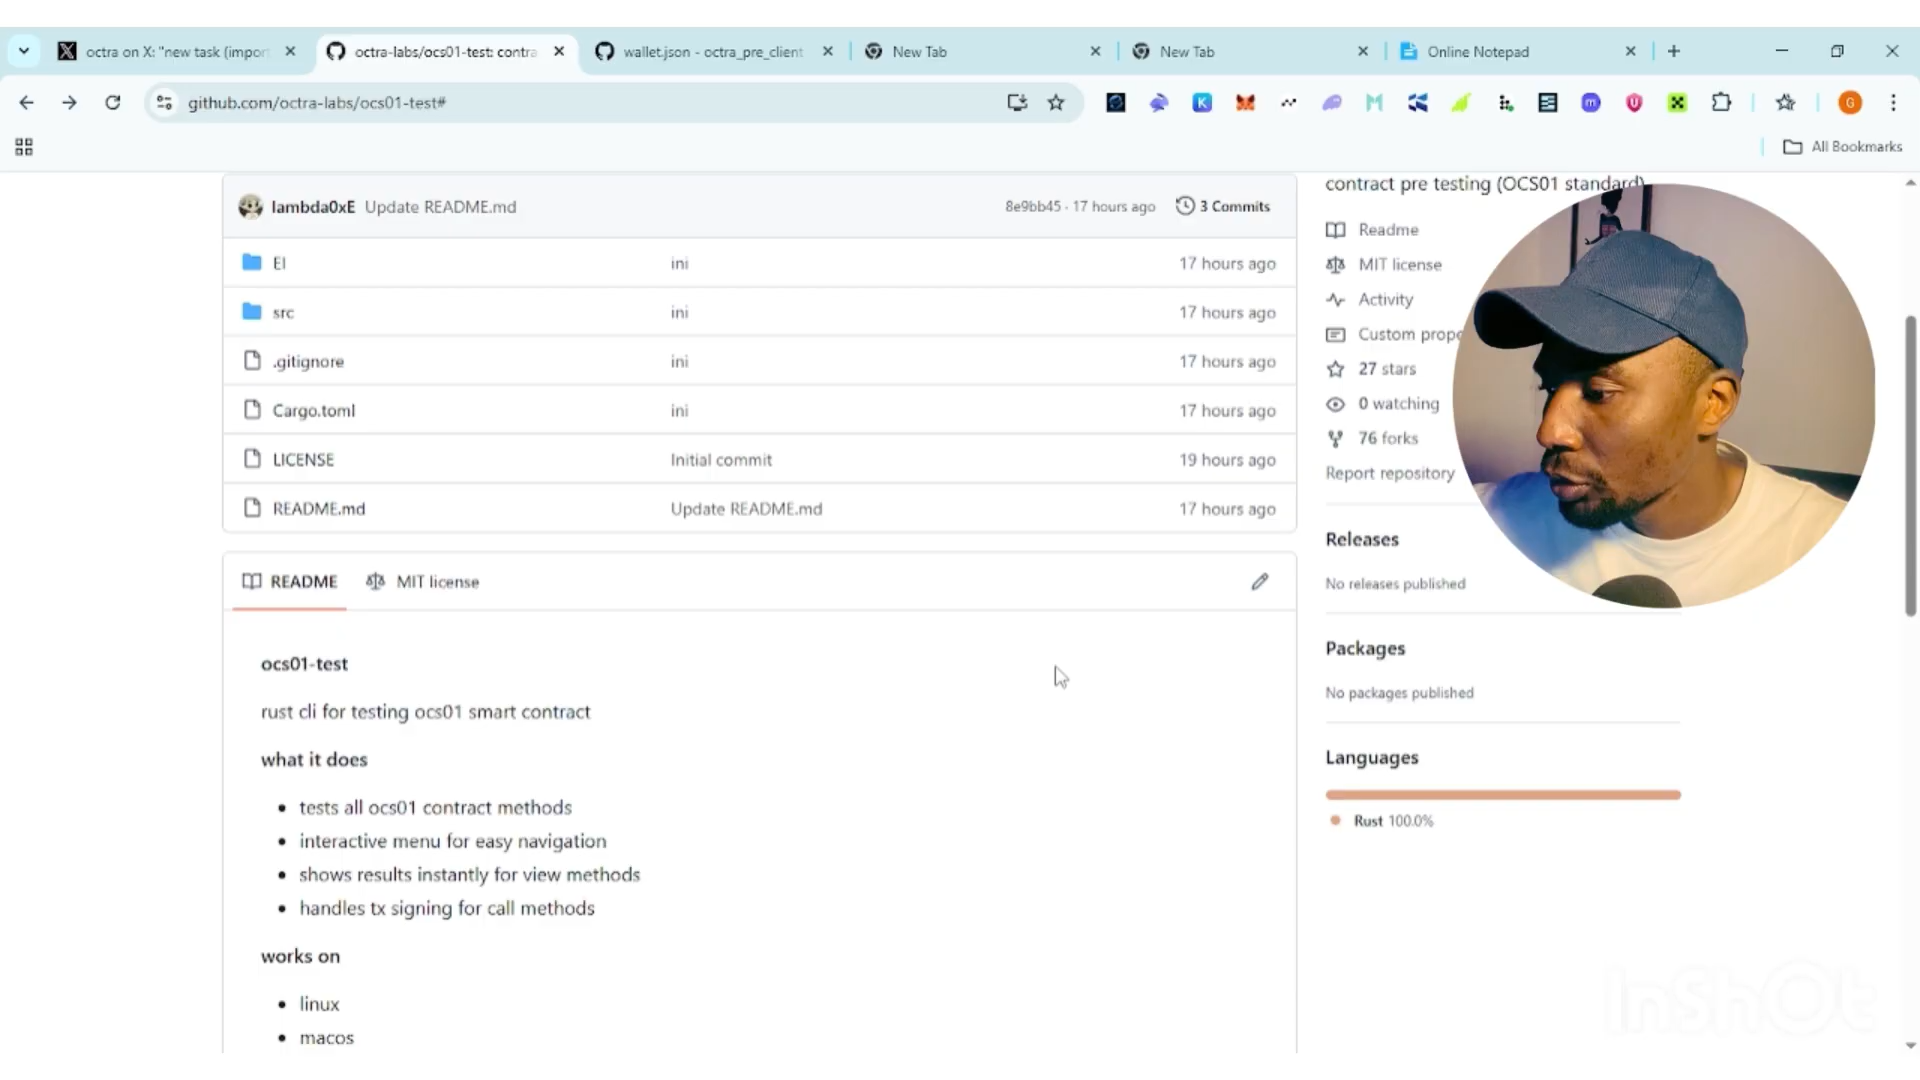 octra on X: "new task (impor
octra-labs/ocs01-test: contra
wallet.json - octra_pre_client
New Tab
New Tab
Online Notepad
github.com/octra-labs/ocs01-test#
G
All Bookmarks
lambda0xE Update README.md
8e9bb45 · 17 hours ago
3 Commits
EI ini 17 hours ago
src ini 17 hours ago
.gitignore ini 17 hours ago
Cargo.toml ini 17 hours ago
LICENSE Initial commit 19 hours ago
README.md Update README.md 17 hours ago
README
MIT license
ocs01-test
rust cli for testing ocs01 smart contract
what it does
• tests all ocs01 contract methods
• interactive menu for easy navigation
• shows results instantly for view methods
• handles tx signing for call methods
works on
• linux
• macos
contract pre testing (OCS01 standard)
Readme
MIT license
Activity
Custom prope
27 stars
0 watching
76 forks
Report repository
Releases
No releases published
Packages
No packages published
Languages
Rust 100.0%
InShOt